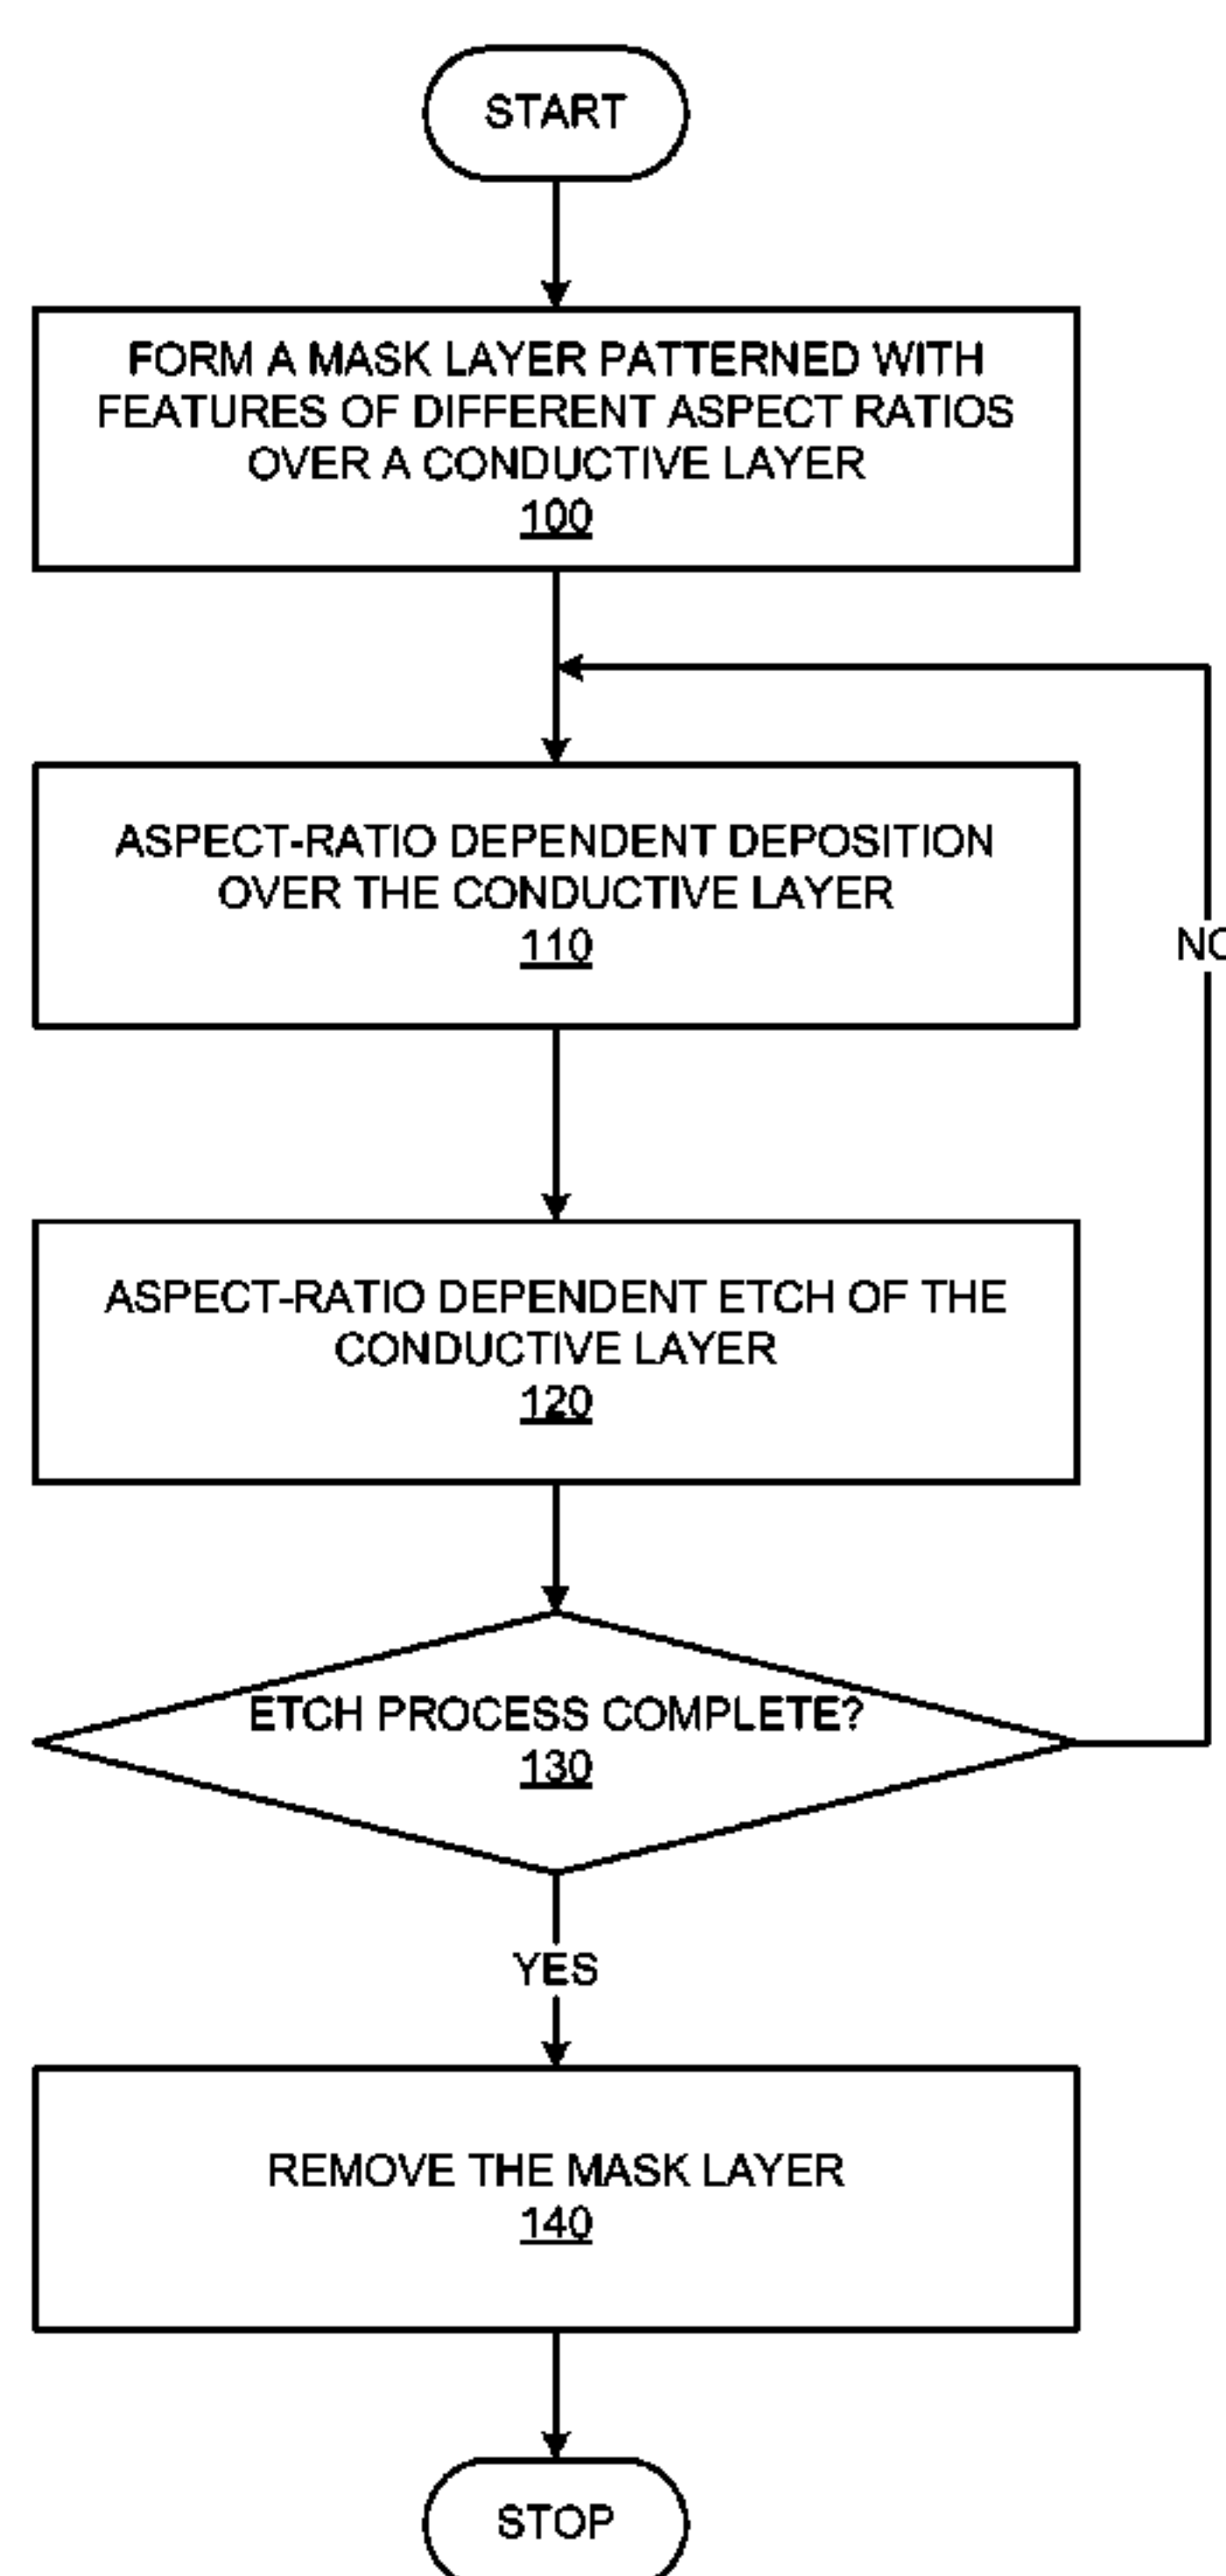 START
FORM A MASK LAYER PATTERNED WITH
FEATURES OF DIFFERENT ASPECT RATIOS
OVER A CONDUCTIVE LAYER
100
ASPECT-RATIO DEPENDENT DEPOSITION
OVER THE CONDUCTIVE LAYER
110
NO
ASPECT-RATIO DEPENDENT ETCH OF THE
CONDUCTIVE LAYER
120
ETCH PROCESS COMPLETE?
130
YES
REMOVE THE MASK LAYER
140
STOP